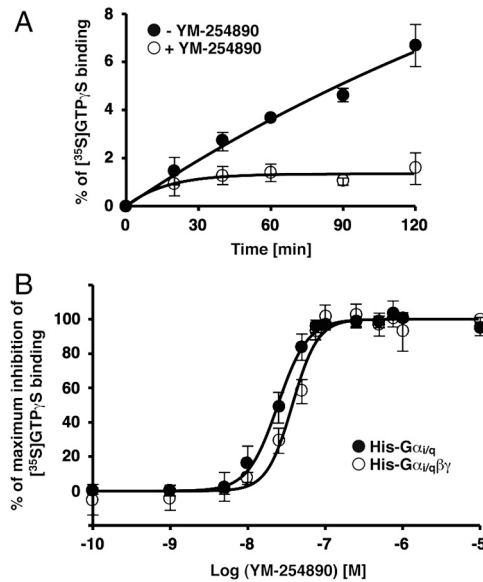 A
● - YM-254890
○ + YM-254890
% of [³⁵S]GTPγS binding
8
6
4
2
0
0 30 60 90 120
Time [min]
B
% of maximum inhibition of
[³⁵S]GTPγS binding
100
80
60
40
20
0
● His-Gαi/q
○ His-Gαi/qβγ
-10 -9 -8 -7 -6 -5
Log (YM-254890) [M]